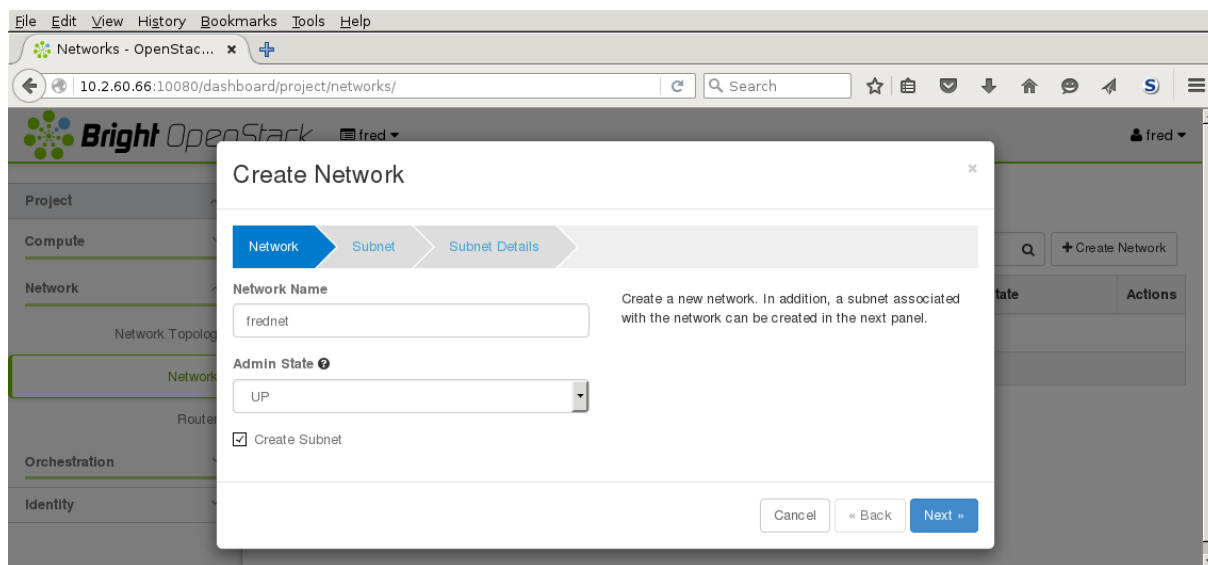 File Edit View History Bookmarks Tools Help
Networks - OpenStac...
10.2.60.66:10080/dashboard/project/networks/
Search
Bright OpenStack fred
fred
Create Network
Project
Compute
Network Subnet Subnet Details
Create Network
Network
Network Name
Create a new network. In addition, a subnet associated
with the network can be created in the next panel.
tate Actions
frednet
Network Topolog
Admin State
Network
UP
Router
Create Subnet
Orchestration
Identity
Cancel « Back Next »